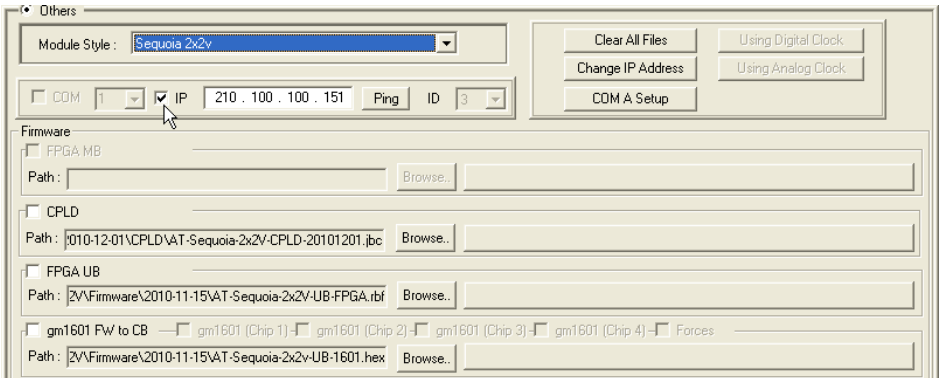 Others
Module Style : Sequoia 2x2v
Clear All Files Using Digital Clock
Change IP Address Using Analog Clock
COM A Setup
COM 1 IP 210 . 100 . 100 . 151 Ping ID 3
Firmware
FPGA MB
Path : Browse..
CPLD
Path : '010-12-01\CPLD\AT-Sequoia-2x2V-CPLD-20101201.jbc Browse..
FPGA UB
Path : 2V\Firmware\2010-11-15\AT-Sequoia-2x2V-UB-FPGA.rbf Browse..
gm1601 FW to CB gm1601 (Chip 1) gm1601 (Chip 2) gm1601 (Chip 3) gm1601 (Chip 4) Forces
Path : 2V\Firmware\2010-11-15\AT-Sequoia-2x2v-UB-1601.hex Browse..